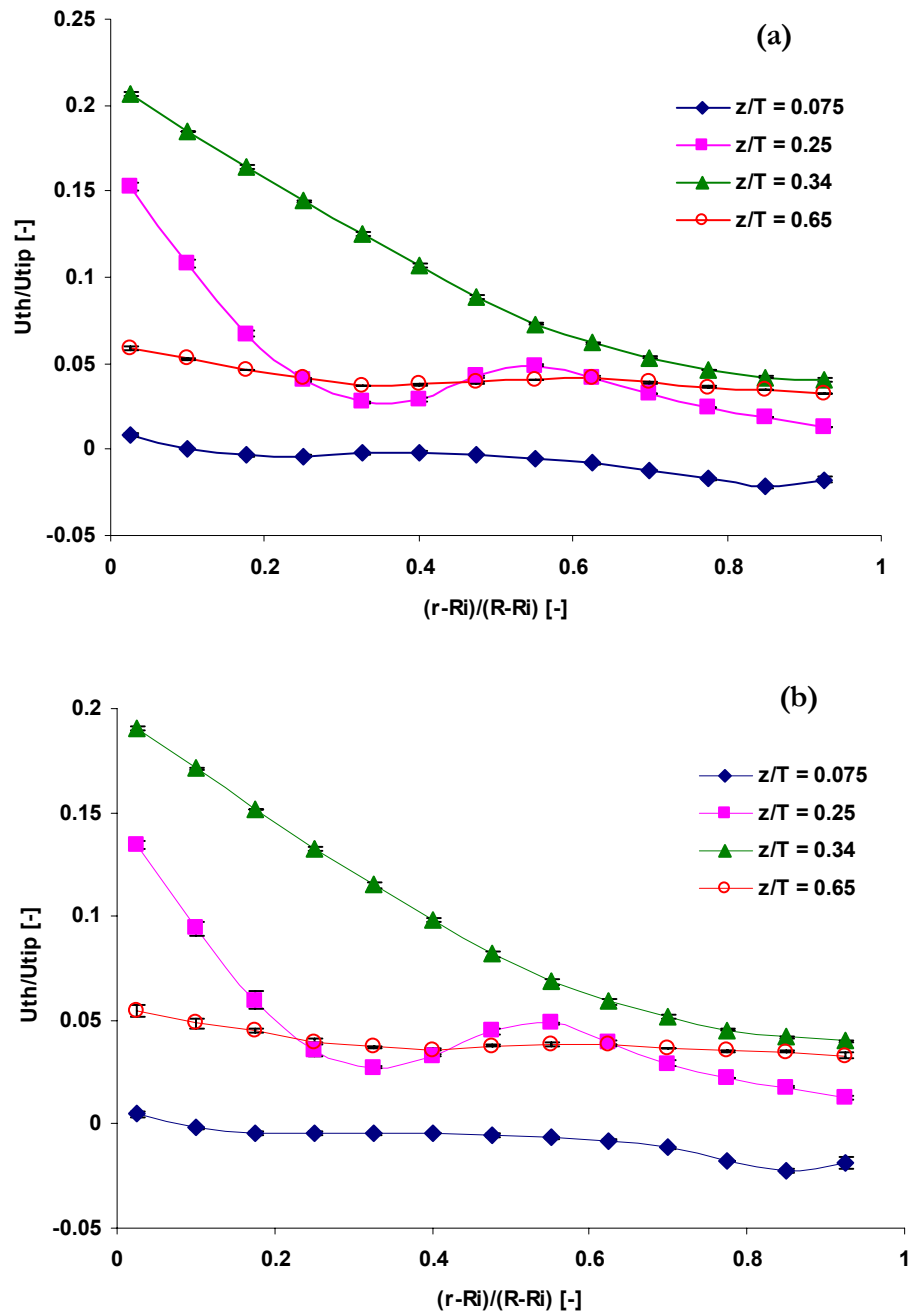 (a)
0.25
0.2
0.15
0.1
0.05
0
-0.05
Uth/Utip [-]
z/T = 0.075
z/T = 0.25
z/T = 0.34
z/T = 0.65
0 0.2 0.4 0.6 0.8 1
(r-Ri)/(R-Ri) [-]
(b)
0.2
0.15
0.1
0.05
0
-0.05
Uth/Utip [-]
z/T = 0.075
z/T = 0.25
z/T = 0.34
z/T = 0.65
0 0.2 0.4 0.6 0.8 1
(r-Ri)/(R-Ri) [-]